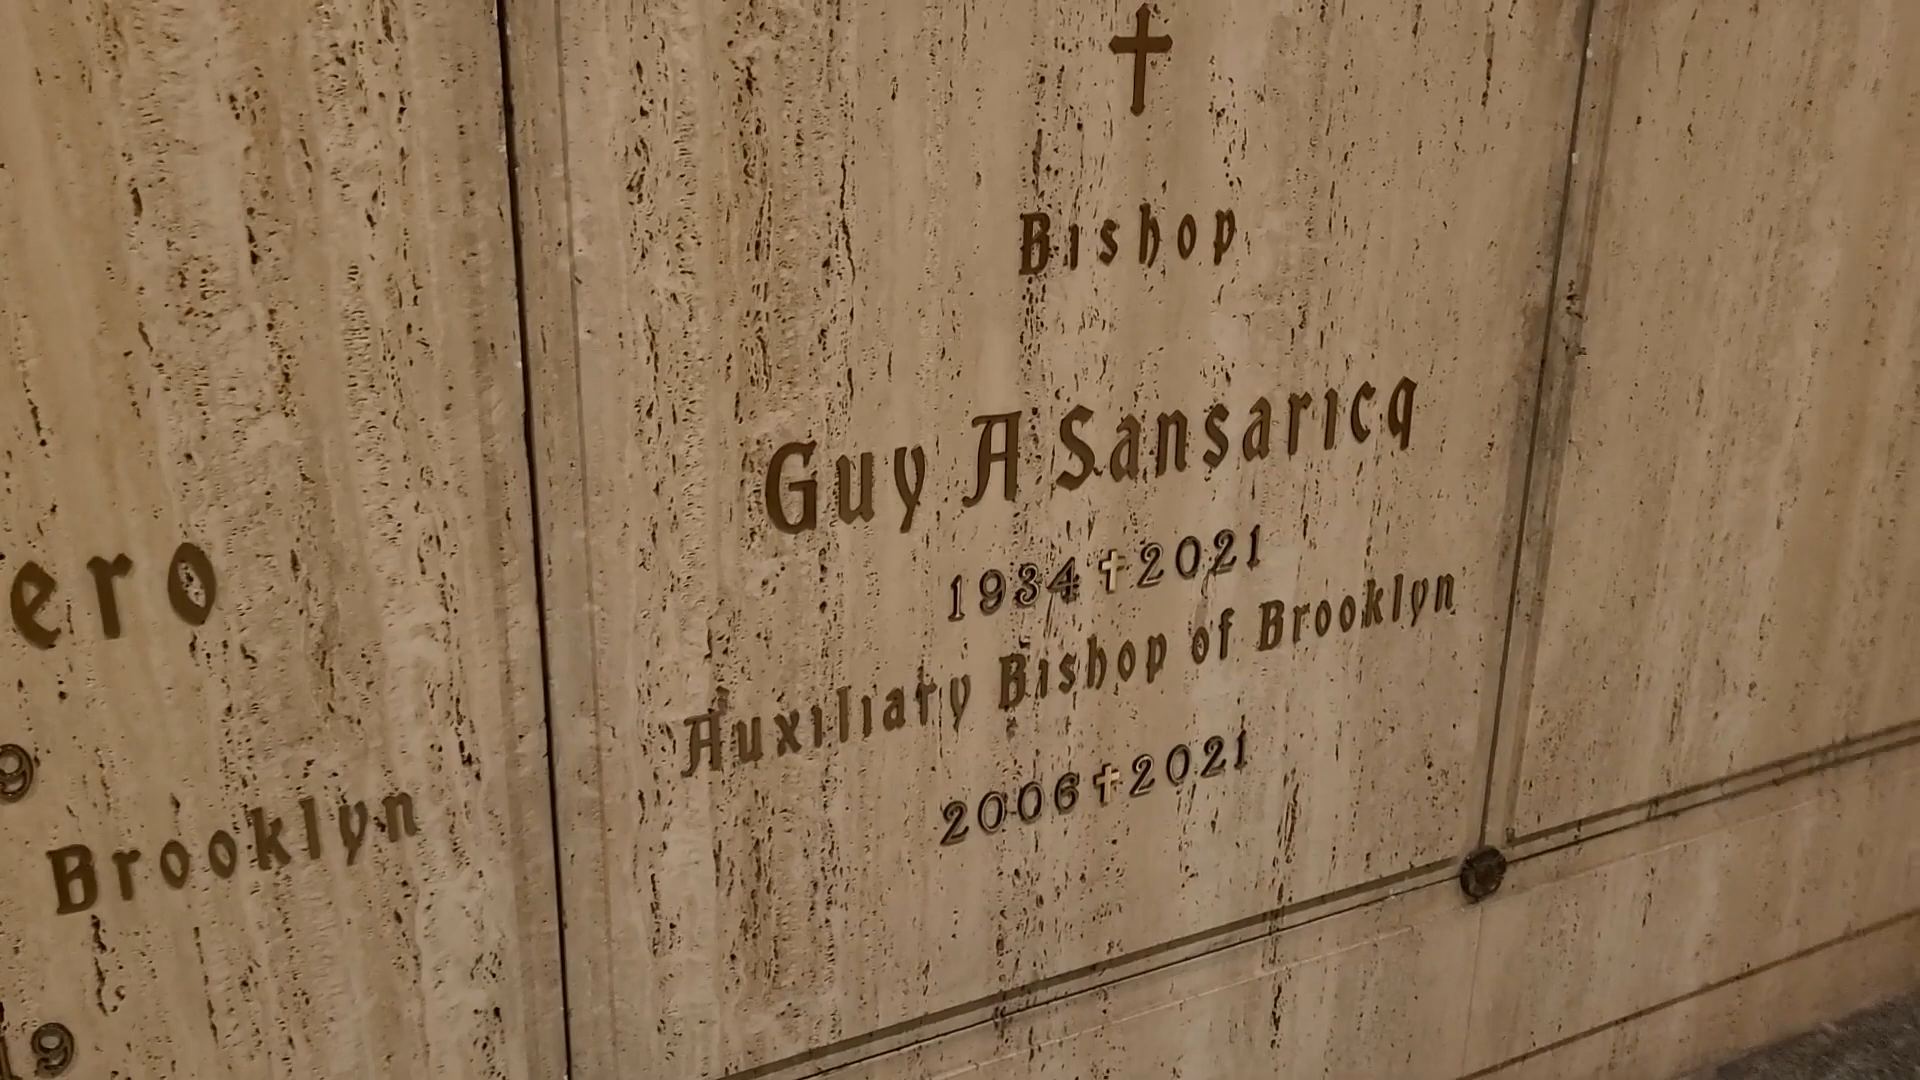 Bishop
Guy A Sansaricq
1934✝2021
Auxiliary Bishop of Brooklyn
2006✝2021
ero
9
Brooklyn
19